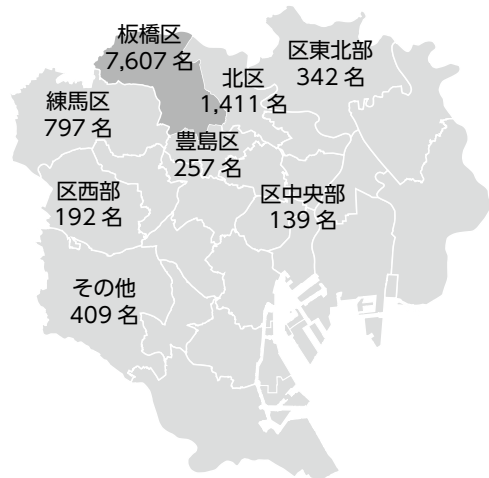 板橋区
7,607 名
区東北部
342 名
北区
1,411 名
練馬区
797 名
豊島区
257 名
区西部
192 名
区中央部
139 名
その他
409 名